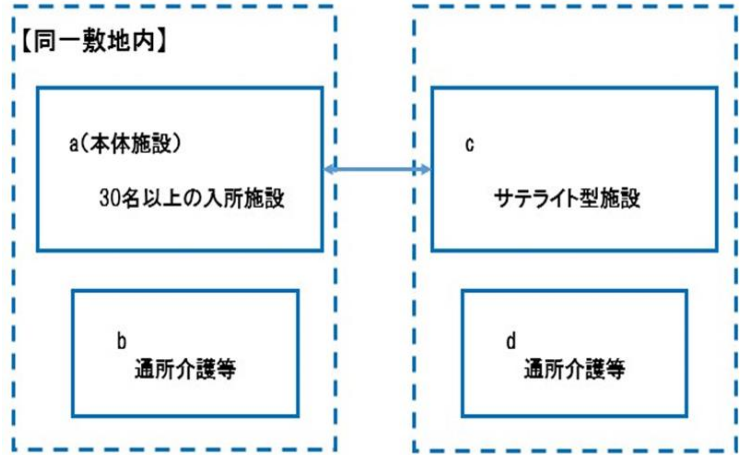 【同一敷地内】
a(本体施設)
30名以上の入所施設
b
通所介護等
c
サテライト型施設
d
通所介護等